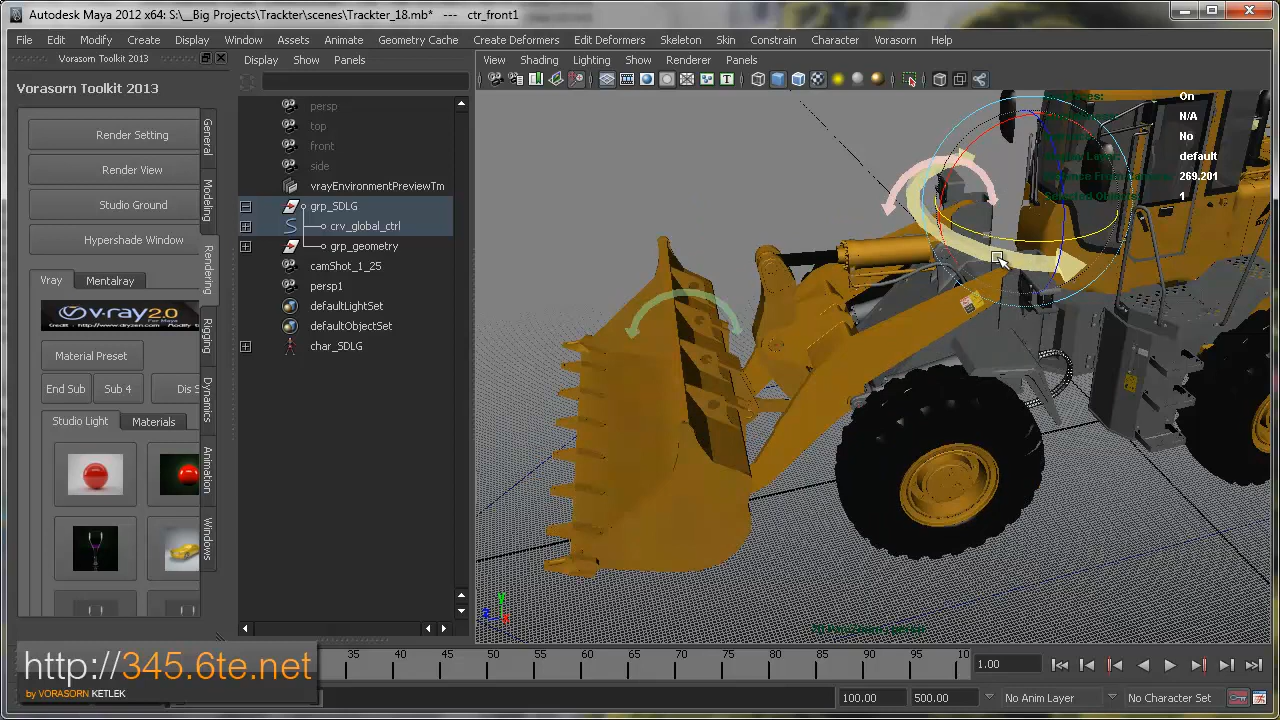 Autodesk Maya 2012 x64: S:\__Big Projects\Trackter\scenes\Trackter_18.mb* --- ctr_front1
File Edit Modify Create Display Window Assets Animate Geometry Cache Create Deformers Edit Deformers Skeleton Skin Constrain Character Vorasorn Help
Vorasorn Toolkit 2013
Display Show Panels
View Shading Lighting Show Renderer Panels
Vorasorn Toolkit 2013
Render Setting
Render View
Studio Ground
Hypershade Window
Vray Mentalray
v·ray2.0
For Maya
Material Preset
End Sub Sub 4 Dis S
Studio Light Materials
General
Modeling
Rendering
Rigging
Dynamics
Animation
Windows
persp
top
front
side
vrayEnvironmentPreviewTm
grp_SDLG
crv_global_ctrl
grp_geometry
camShot_1_25
persp1
defaultLightSet
defaultObjectSet
char_SDLG
On
N/A
No
default
269.201
1
Y
Z
X
http://345.6te.net
by VORASORN KETLEK
35 40 45 50 55 60 65 70 75 80 85 90 95 10
1.00
100.00 500.00 No Anim Layer No Character Set